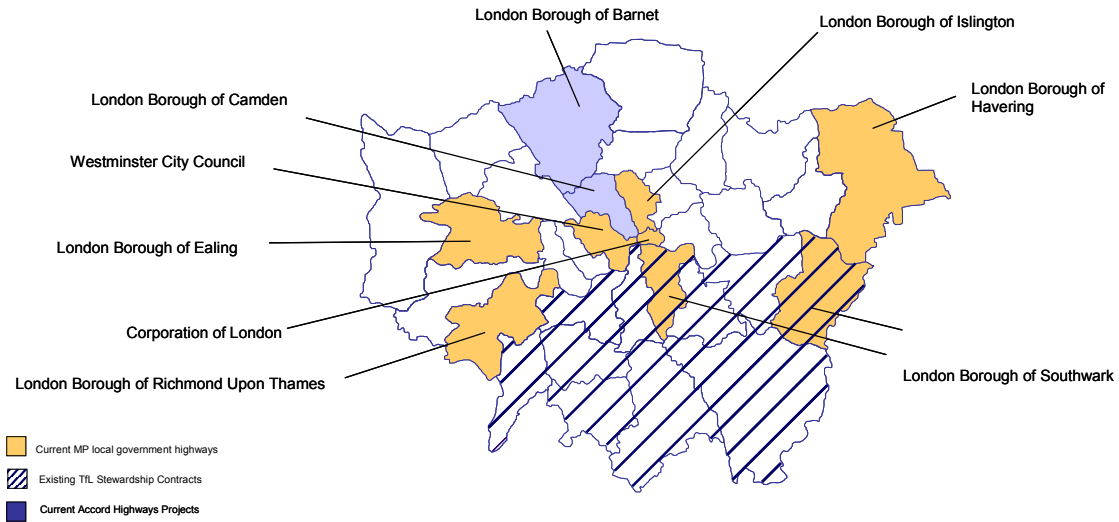 London Borough of Barnet
London Borough of Islington
London Borough of
Havering
London Borough of Camden
Westminster City Council
London Borough of Ealing
Corporation of London
London Borough of Richmond Upon Thames
London Borough of Southwark
Current MP local government highways
Existing TfL Stewardship Contracts
Current Accord Highways Projects